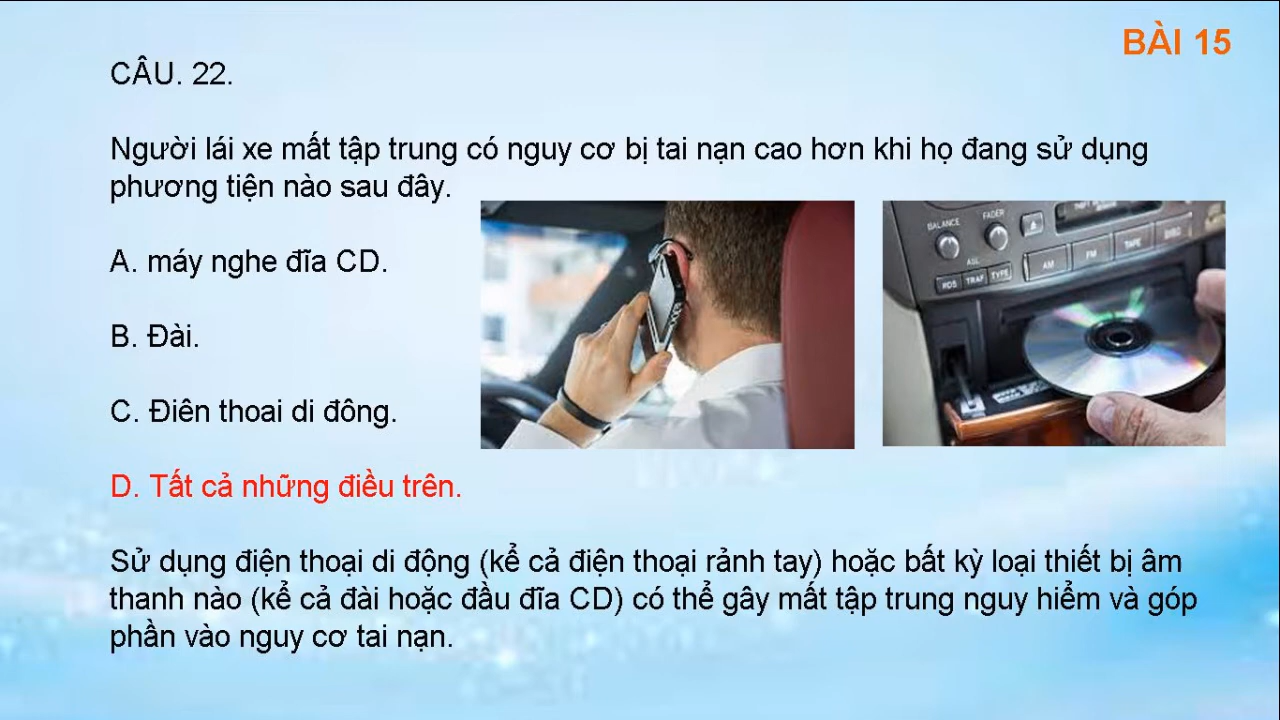 BÀI 15
CÂU. 22.
Người lái xe mất tập trung có nguy cơ bị tai nạn cao hơn khi họ đang sử dụng
phương tiện nào sau đây.
A. máy nghe đĩa CD.
B. Đài.
C. Điên thoai di đông.
D. Tất cả những điều trên.
BALANCE
FADER
ASL
RDS
TRAF
TYPE
AM
FM
TAPE
DISC
Sử dụng điện thoại di động (kể cả điện thoại rảnh tay) hoặc bất kỳ loại thiết bị âm
thanh nào (kể cả đài hoặc đầu đĩa CD) có thể gây mất tập trung nguy hiểm và góp
phần vào nguy cơ tai nạn.